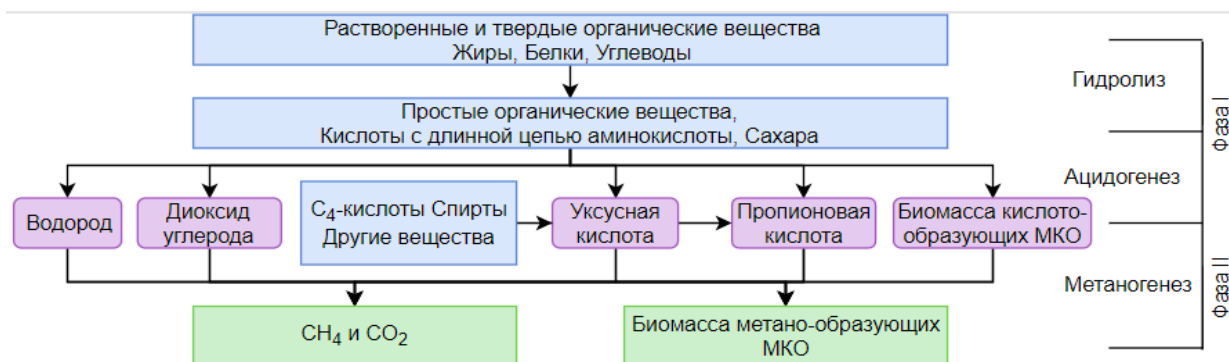 Растворенные и твердые органические вещества
Жиры, Белки, Углеводы
Гидролиз
Фаза I
Простые органические вещества,
Кислоты с длинной цепью аминокислоты, Сахара
Ацидогенез
Водород
Диоксид
углерода
C₄-кислоты Спирты
Другие вещества
Уксусная
кислота
Пропионовая
кислота
Биомасса кислото-
образующих МКО
Метаногенез
Фаза II
CH₄ и CO₂
Биомасса метано-образующих
МКО